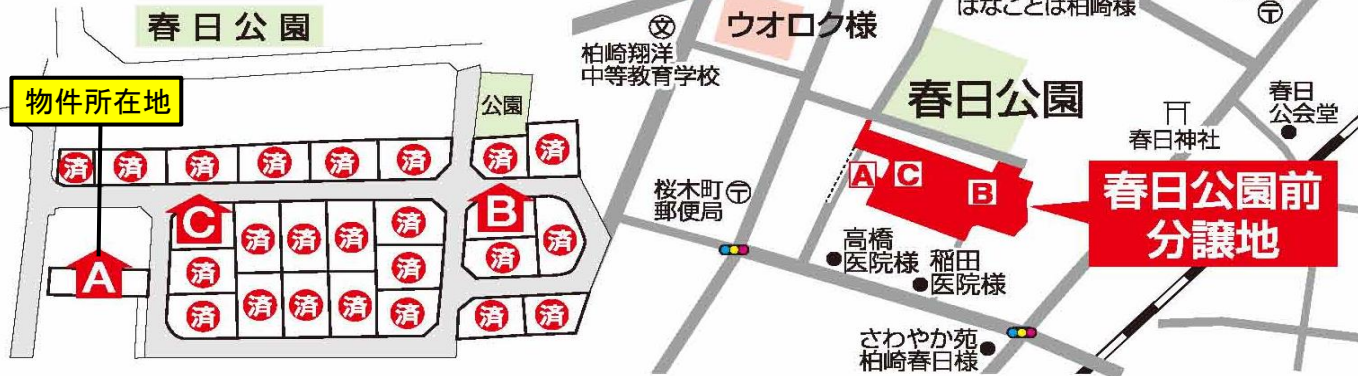 春日公園
物件所在地
公園
済 済 済 済 済 済 済 済
C 済 済 済 済 B 済
済 済 済
A
済 済 済 済 済 済 済
はなことば柏崎様
〒
文
柏崎翔洋
中等教育学校
ウオロク様
春日公園
春日
公会堂
春日神社
A C B
桜木町
郵便局
〒
春日公園前
分譲地
高橋
医院様
稲田
医院様
さわやか苑
柏崎春日様